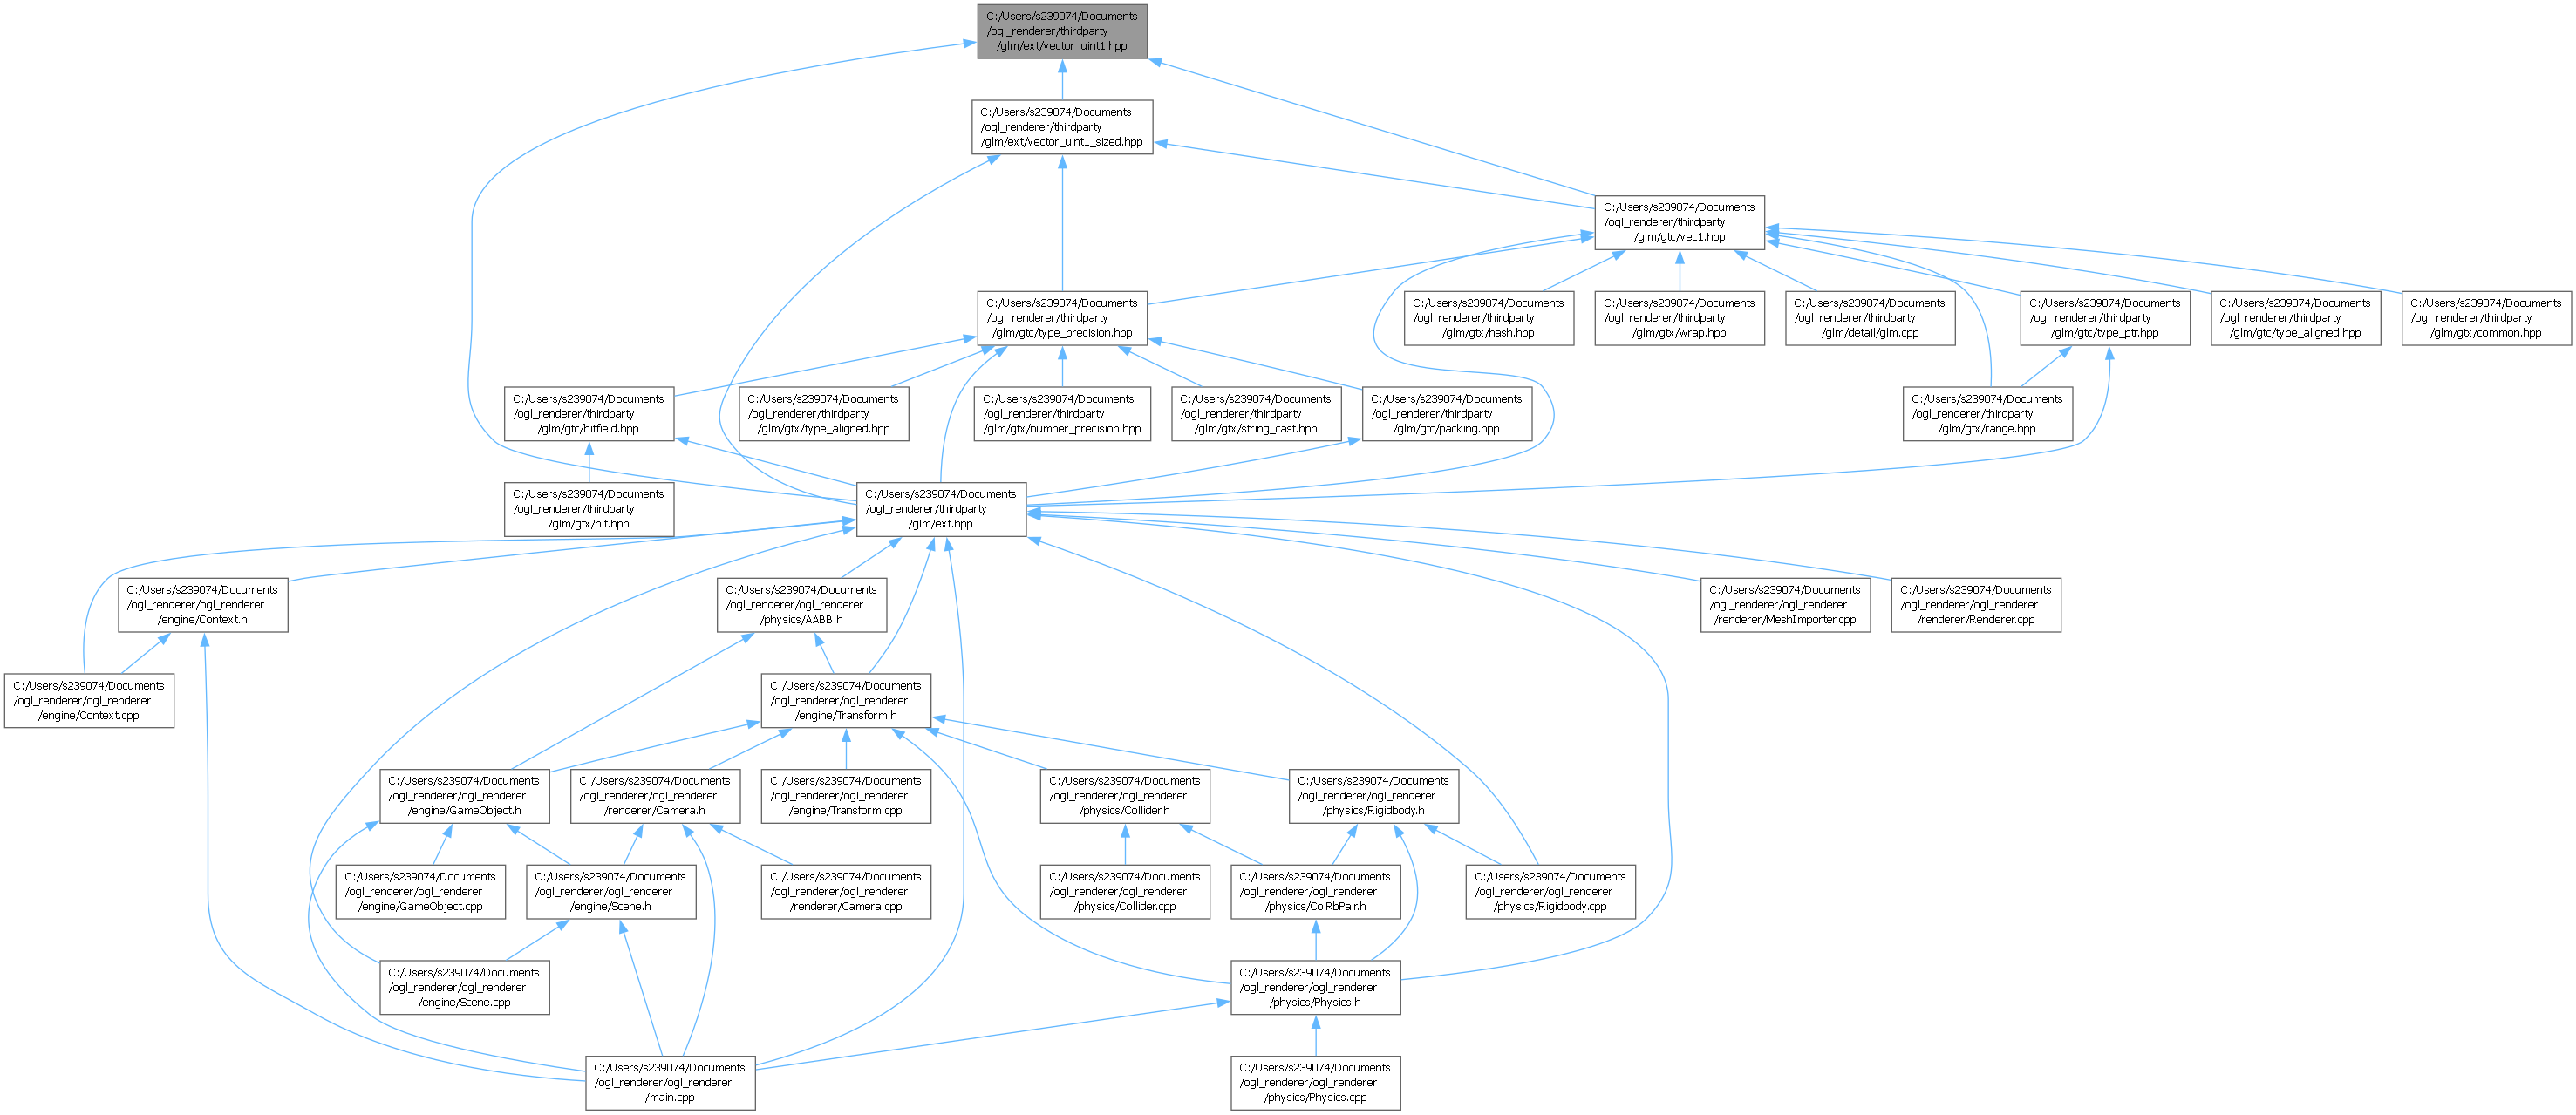 C:/Users/s239074/Documents
/ogl_renderer/thirdparty
/glm/ext/vector_uint1.hpp
C:/Users/s239074/Documents
/ogl_renderer/thirdparty
/glm/ext/vector_uint1_sized.hpp
C:/Users/s239074/Documents
/ogl_renderer/thirdparty
/glm/gtc/vec1.hpp
C:/Users/s239074/Documents
/ogl_renderer/thirdparty
/glm/gtc/type_precision.hpp
C:/Users/s239074/Documents
/ogl_renderer/thirdparty
/glm/gtx/hash.hpp
C:/Users/s239074/Documents
/ogl_renderer/thirdparty
/glm/gtx/wrap.hpp
C:/Users/s239074/Documents
/ogl_renderer/thirdparty
/glm/detail/glm.cpp
C:/Users/s239074/Documents
/ogl_renderer/thirdparty
/glm/gtc/type_ptr.hpp
C:/Users/s239074/Documents
/ogl_renderer/thirdparty
/glm/gtc/type_aligned.hpp
C:/Users/s239074/Documents
/ogl_renderer/thirdparty
/glm/gtx/common.hpp
C:/Users/s239074/Documents
/ogl_renderer/thirdparty
/glm/gtc/bitfield.hpp
C:/Users/s239074/Documents
/ogl_renderer/thirdparty
/glm/gtx/type_aligned.hpp
C:/Users/s239074/Documents
/ogl_renderer/thirdparty
/glm/gtx/number_precision.hpp
C:/Users/s239074/Documents
/ogl_renderer/thirdparty
/glm/gtx/string_cast.hpp
C:/Users/s239074/Documents
/ogl_renderer/thirdparty
/glm/gtc/packing.hpp
C:/Users/s239074/Documents
/ogl_renderer/thirdparty
/glm/gtx/range.hpp
C:/Users/s239074/Documents
/ogl_renderer/thirdparty
/glm/gtx/bit.hpp
C:/Users/s239074/Documents
/ogl_renderer/thirdparty
/glm/ext.hpp
C:/Users/s239074/Documents
/ogl_renderer/ogl_renderer
/engine/Context.h
C:/Users/s239074/Documents
/ogl_renderer/ogl_renderer
/physics/AABB.h
C:/Users/s239074/Documents
/ogl_renderer/ogl_renderer
/renderer/MeshImporter.cpp
C:/Users/s239074/Documents
/ogl_renderer/ogl_renderer
/renderer/Renderer.cpp
C:/Users/s239074/Documents
/ogl_renderer/ogl_renderer
/engine/Context.cpp
C:/Users/s239074/Documents
/ogl_renderer/ogl_renderer
/engine/Transform.h
C:/Users/s239074/Documents
/ogl_renderer/ogl_renderer
/engine/GameObject.h
C:/Users/s239074/Documents
/ogl_renderer/ogl_renderer
/renderer/Camera.h
C:/Users/s239074/Documents
/ogl_renderer/ogl_renderer
/engine/Transform.cpp
C:/Users/s239074/Documents
/ogl_renderer/ogl_renderer
/physics/Collider.h
C:/Users/s239074/Documents
/ogl_renderer/ogl_renderer
/physics/Rigidbody.h
C:/Users/s239074/Documents
/ogl_renderer/ogl_renderer
/engine/GameObject.cpp
C:/Users/s239074/Documents
/ogl_renderer/ogl_renderer
/engine/Scene.h
C:/Users/s239074/Documents
/ogl_renderer/ogl_renderer
/renderer/Camera.cpp
C:/Users/s239074/Documents
/ogl_renderer/ogl_renderer
/physics/Collider.cpp
C:/Users/s239074/Documents
/ogl_renderer/ogl_renderer
/physics/ColRbPair.h
C:/Users/s239074/Documents
/ogl_renderer/ogl_renderer
/physics/Rigidbody.cpp
C:/Users/s239074/Documents
/ogl_renderer/ogl_renderer
/engine/Scene.cpp
C:/Users/s239074/Documents
/ogl_renderer/ogl_renderer
/physics/Physics.h
C:/Users/s239074/Documents
/ogl_renderer/ogl_renderer
/main.cpp
C:/Users/s239074/Documents
/ogl_renderer/ogl_renderer
/physics/Physics.cpp